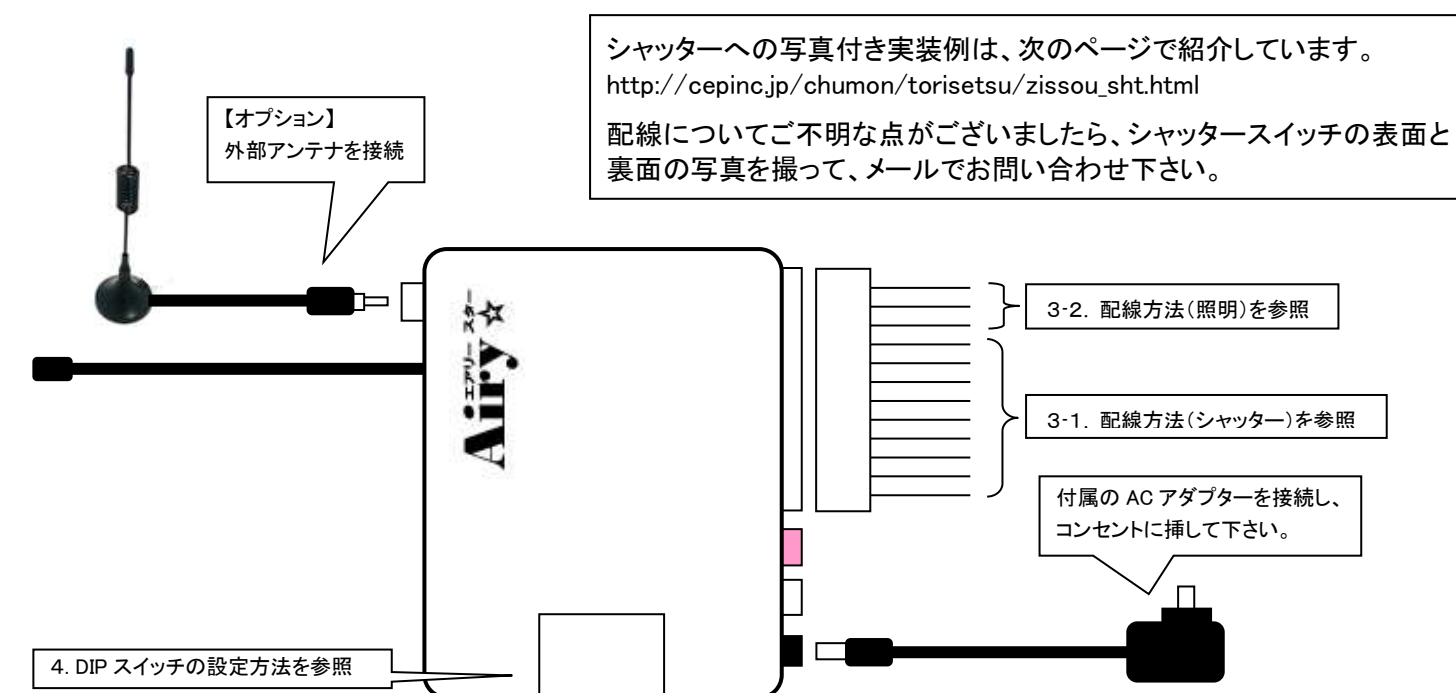 シャッターへの写真付き実装例は、次のページで紹介しています。
http://cepinc.jp/chumon/torisetsu/zissou_sht.html
配線についてご不明な点がございましたら、シャッタースイッチの表面と
裏面の写真を撮って、メールでお問い合わせ下さい。
【オプション】
外部アンテナを接続
エアリー スター
Airy☆
3-2. 配線方法(照明)を参照
3-1. 配線方法(シャッター)を参照
付属の AC アダプターを接続し、
コンセントに挿して下さい。
4. DIP スイッチの設定方法を参照